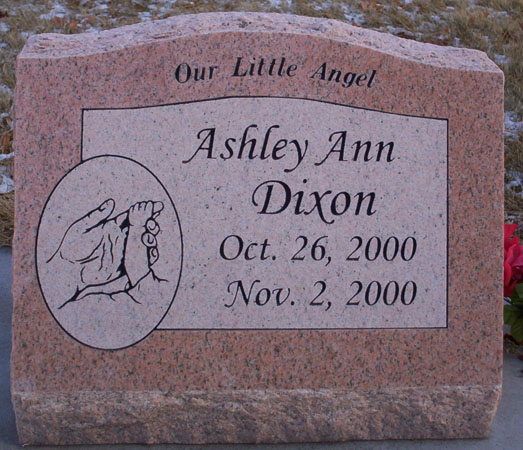 Our Little Angel
Ashley Ann
Dixon
Oct. 26, 2000
Nov. 2, 2000